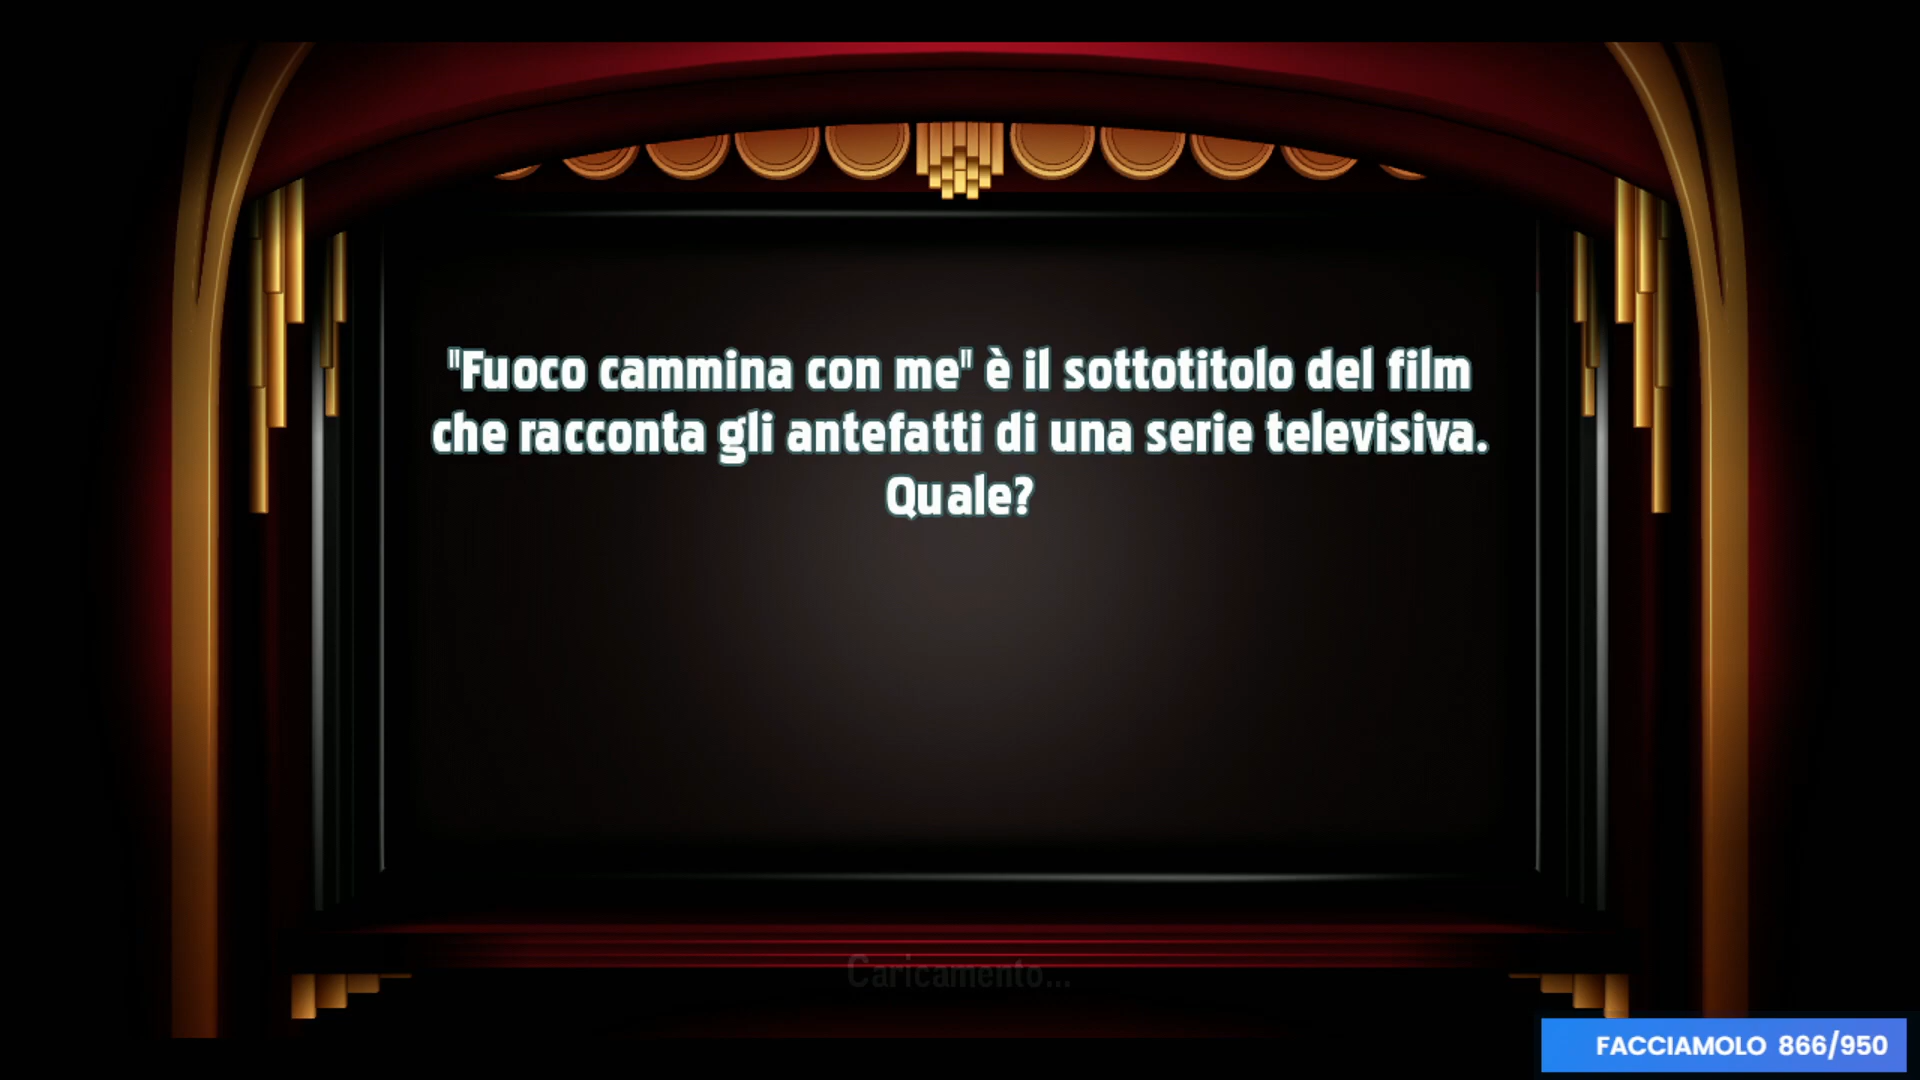 "Fuoco cammina con me" è il sottotitolo del film
che racconta gli antefatti di una serie televisiva.
Quale?
Caricamento...
FACCIAMOLO 866/950